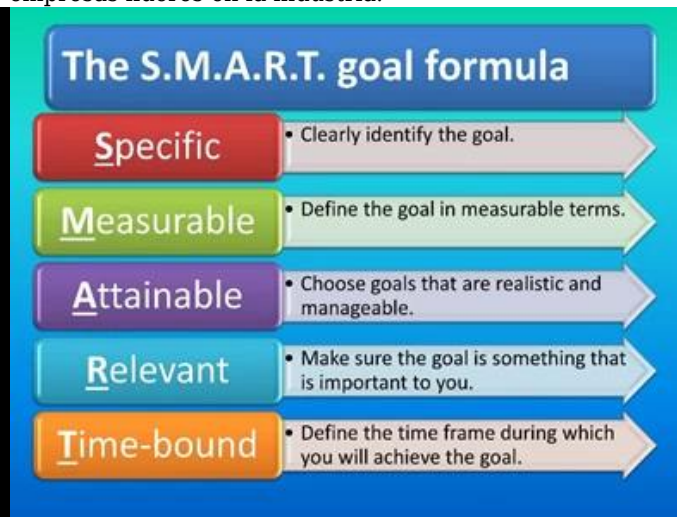 The S.M.A.R.T. goal formula
Specific
• Clearly identify the goal.
Measurable
• Define the goal in measurable terms.
Attainable
• Choose goals that are realistic and
manageable.
Relevant
• Make sure the goal is something that
is important to you.
Time-bound
• Define the time frame during which
you will achieve the goal.